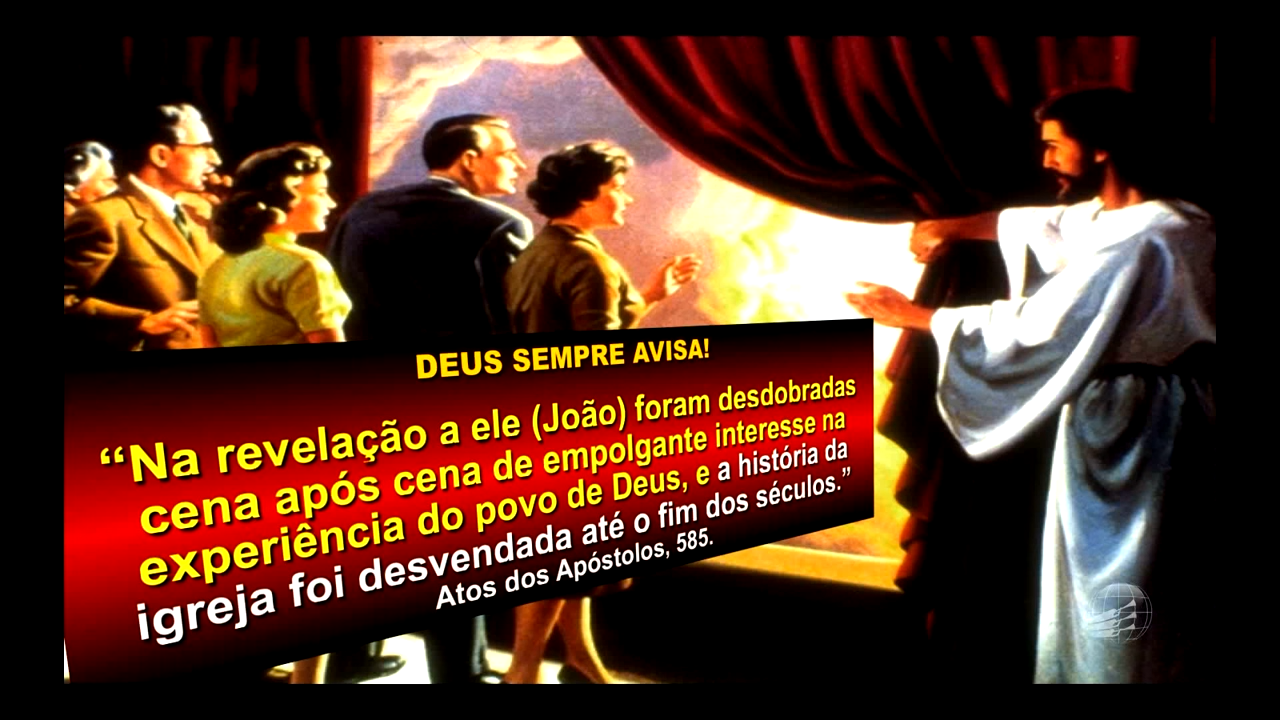 DEUS SEMPRE AVISA!
“Na revelação a ele (João) foram desdobradas
cena após cena de empolgante interesse na
experiência do povo de Deus, e a história da
igreja foi desvendada até o fim dos séculos.”
Atos dos Apóstolos, 585.